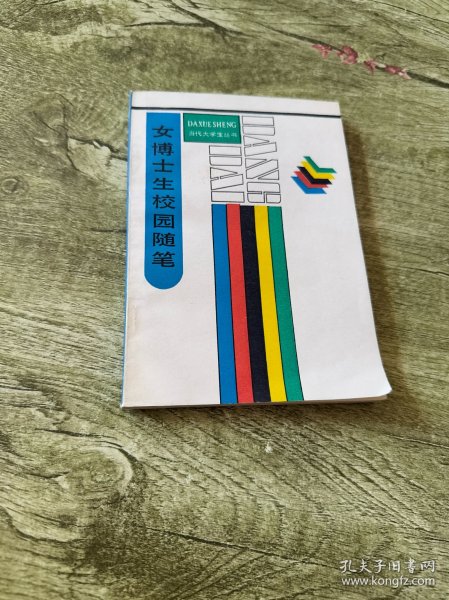 DAXUESHENG
当代大学生丛书
DANG
DAI
女博士生校园随笔
孔夫子旧书网
www.kongfz.com